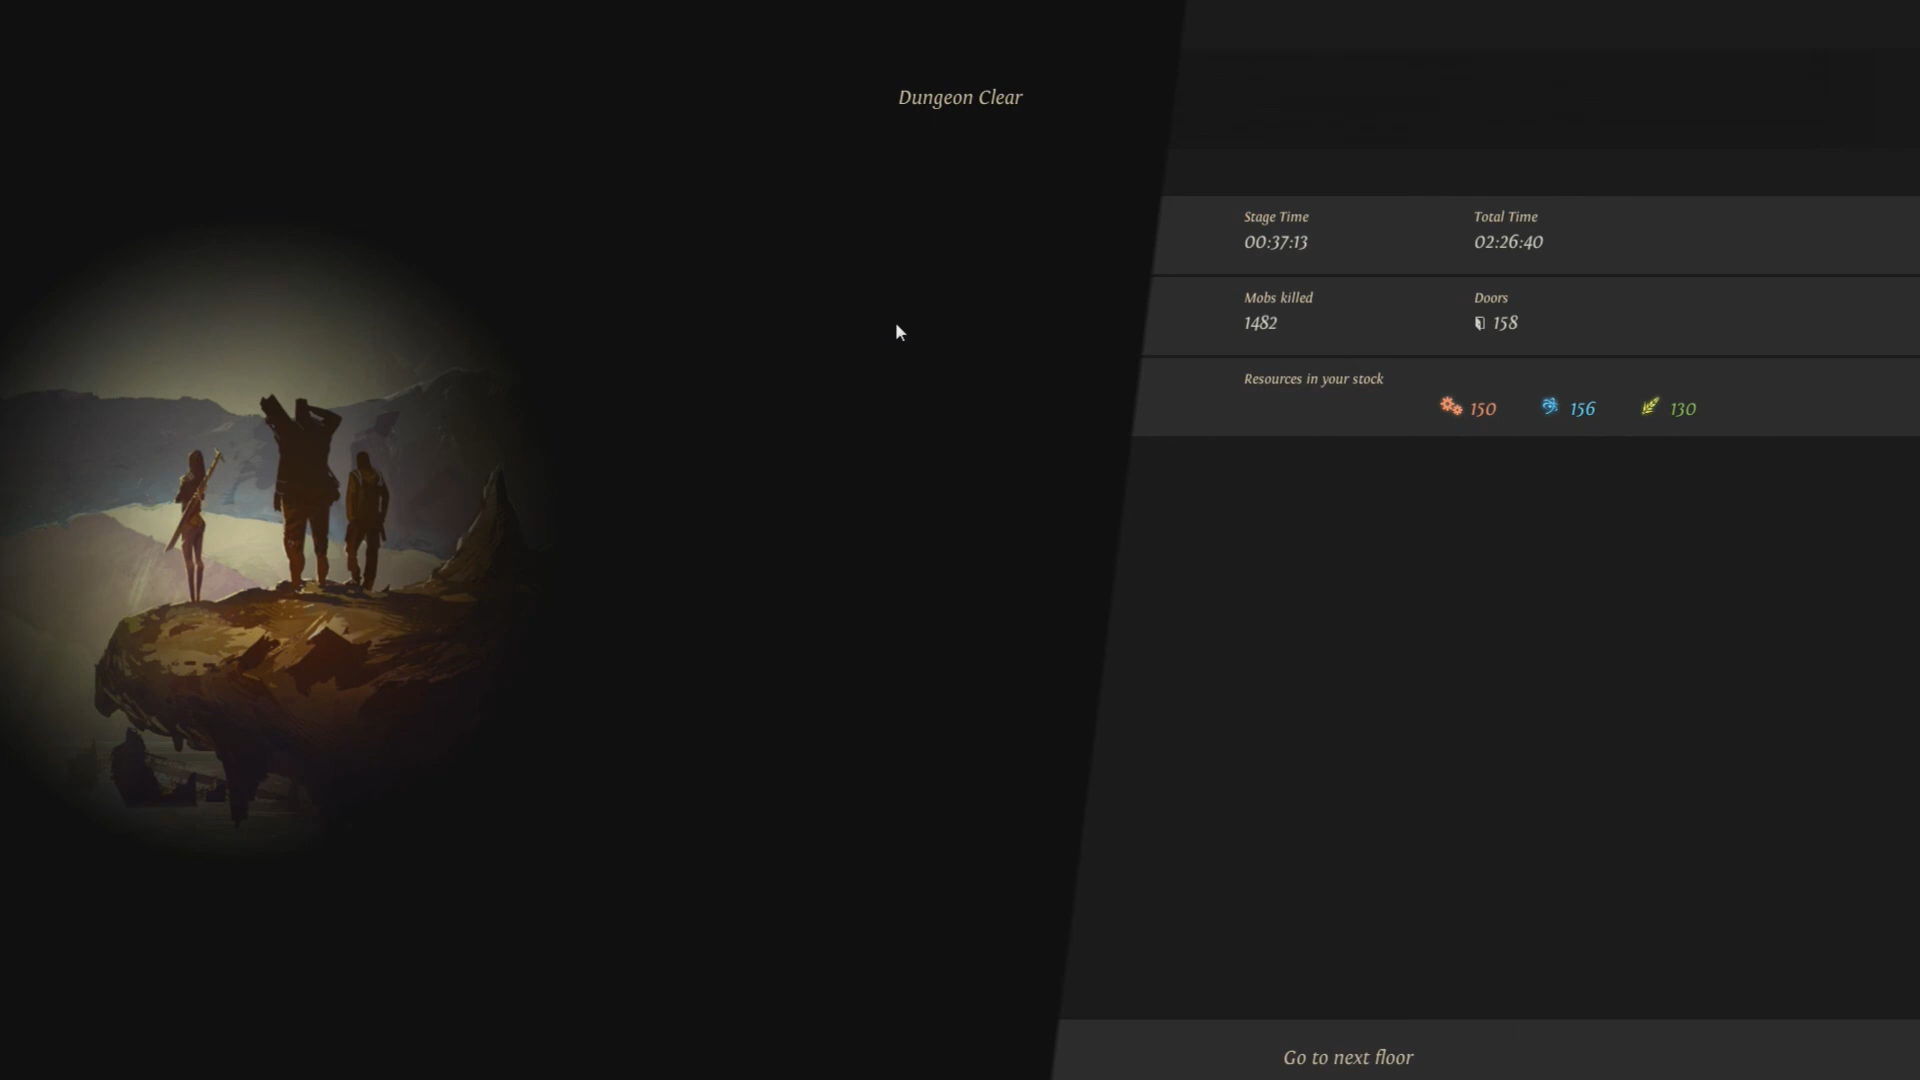 Dungeon Clear
Stage Time Total Time
00:37:13 02:26:40
Mobs killed Doors
1482 158
Resources in your stock
150 156 130
Go to next floor